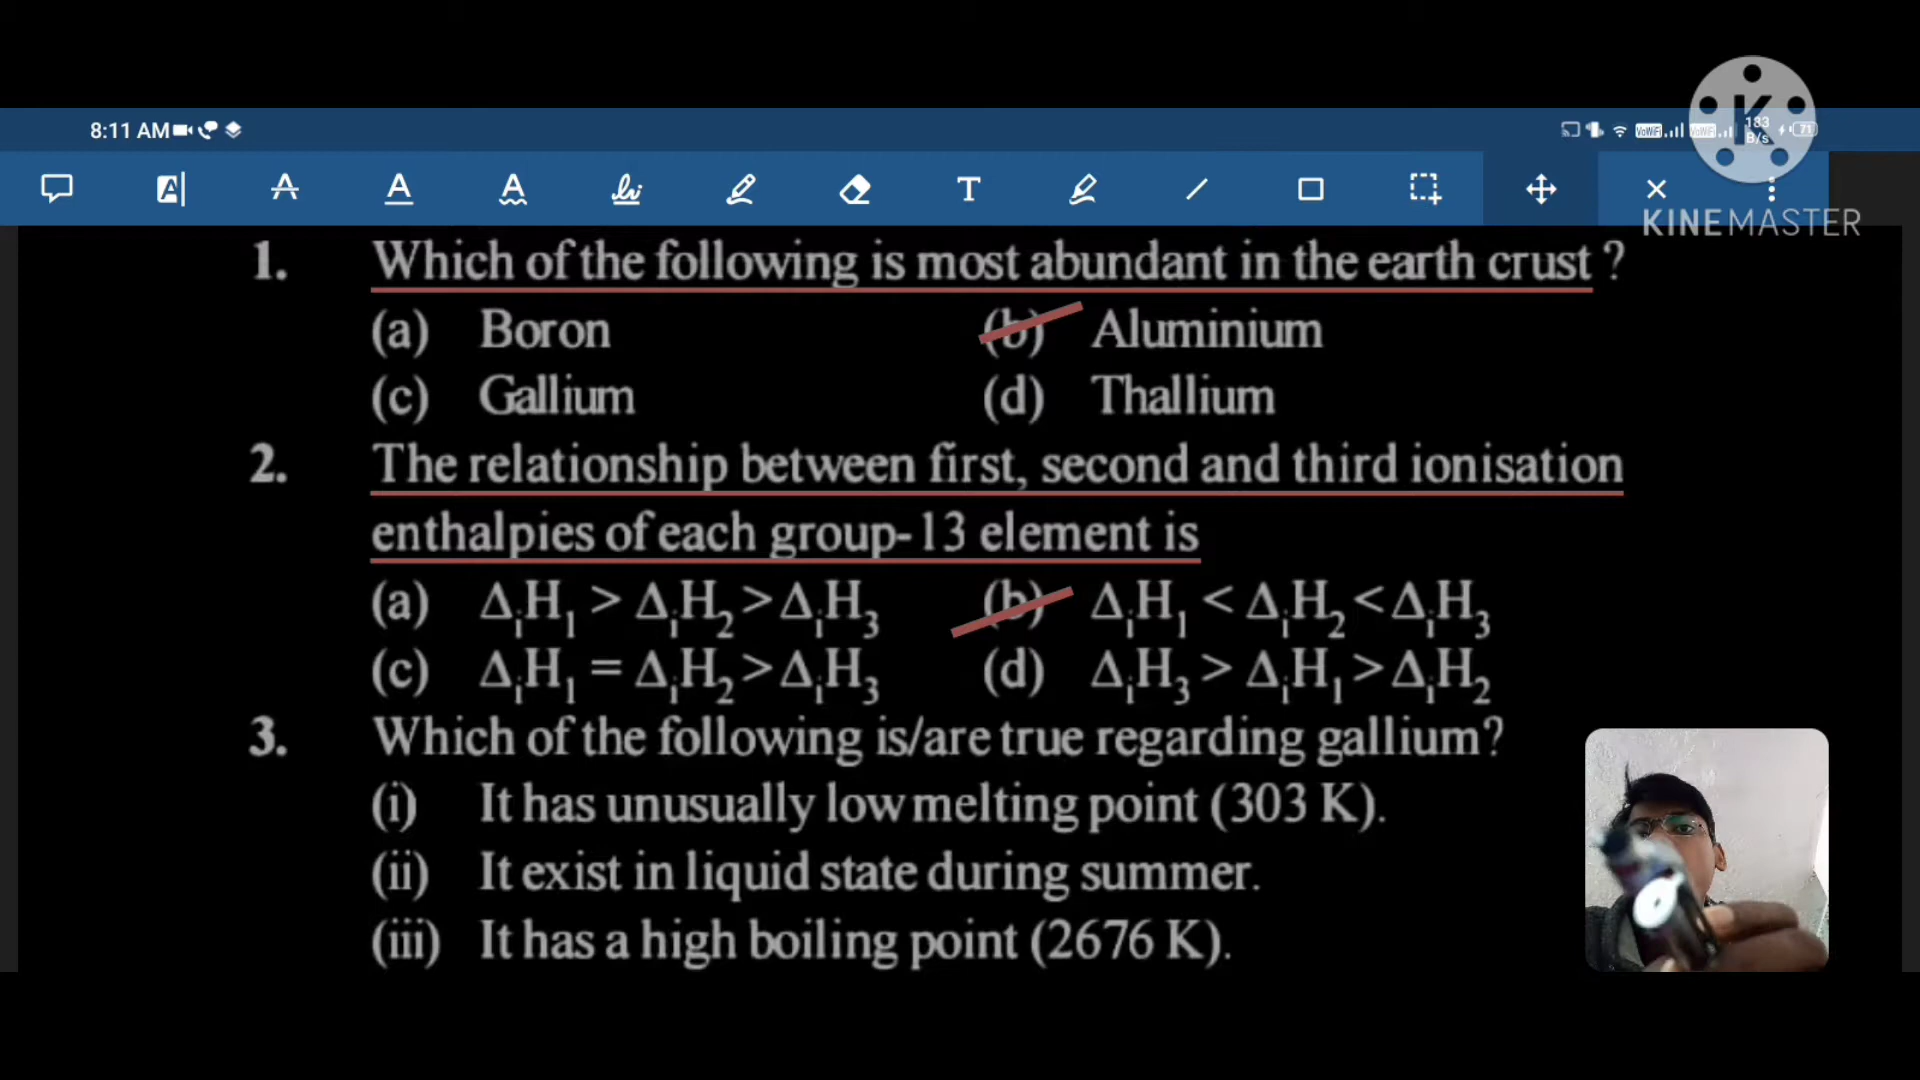 8:11 AM
VoWiFi VoWiFi 183 B/s 71
K
KINEMASTER
A A A A T
1. Which of the following is most abundant in the earth crust ?
(a) Boron (b) Aluminium
(c) Gallium (d) Thallium
2. The relationship between first, second and third ionisation
enthalpies of each group-13 element is
(a) ΔᵢH₁ > ΔᵢH₂ > ΔᵢH₃ (b) ΔᵢH₁ < ΔᵢH₂ < ΔᵢH₃
(c) ΔᵢH₁ = ΔᵢH₂ > ΔᵢH₃ (d) ΔᵢH₃ > ΔᵢH₁ > ΔᵢH₂
3. Which of the following is/are true regarding gallium?
(i) It has unusually low melting point (303 K).
(ii) It exist in liquid state during summer.
(iii) It has a high boiling point (2676 K).